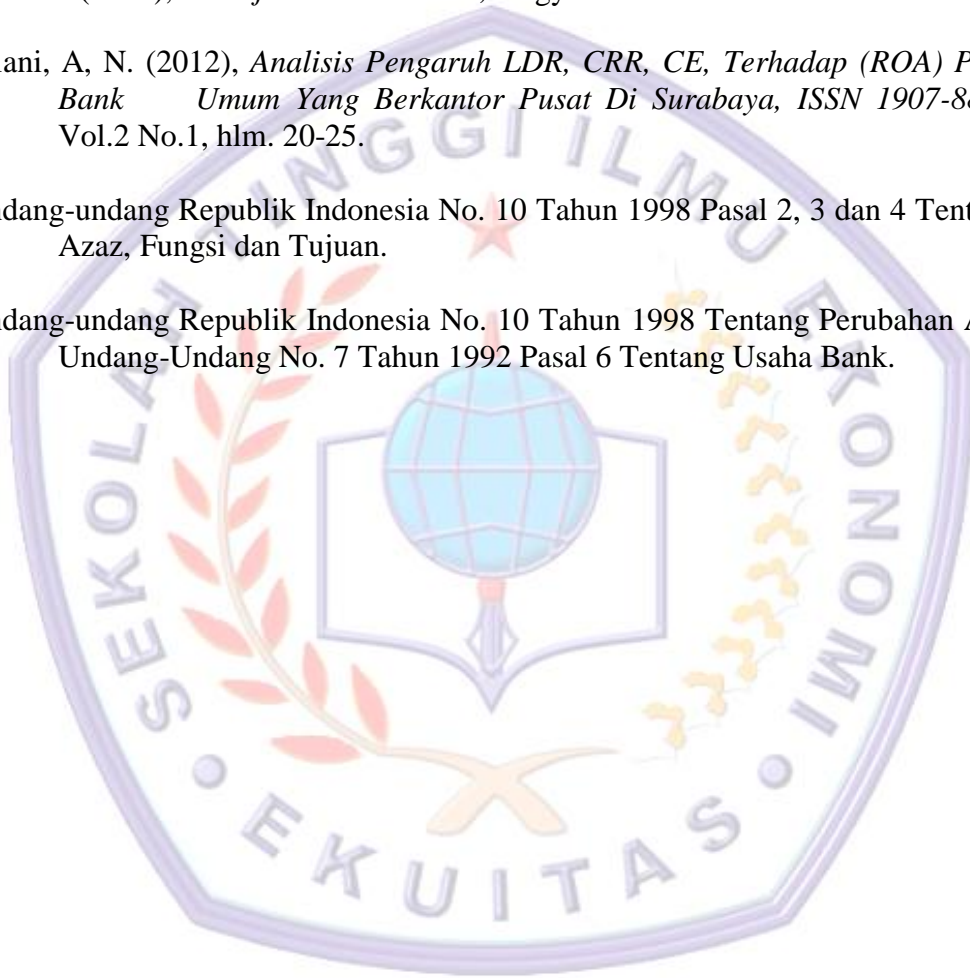 A, N. (2012), Analisis Pengaruh LDR, CRR, CE, Terhadap (ROA) P
Bank Umum Yang Berkantor Pusat Di Surabaya, ISSN 1907-8
Vol.2 No.1, hlm. 20-25.
ndang-undang Republik Indonesia No. 10 Tahun 1998 Pasal 2, 3 dan 4 Tent
Azaz, Fungsi dan Tujuan.
ndang-undang Republik Indonesia No. 10 Tahun 1998 Tentang Perubahan A
Undang-Undang No. 7 Tahun 1992 Pasal 6 Tentang Usaha Bank.
SEKOLAH TINGGI ILMU EKONOMI
• EKUITAS •